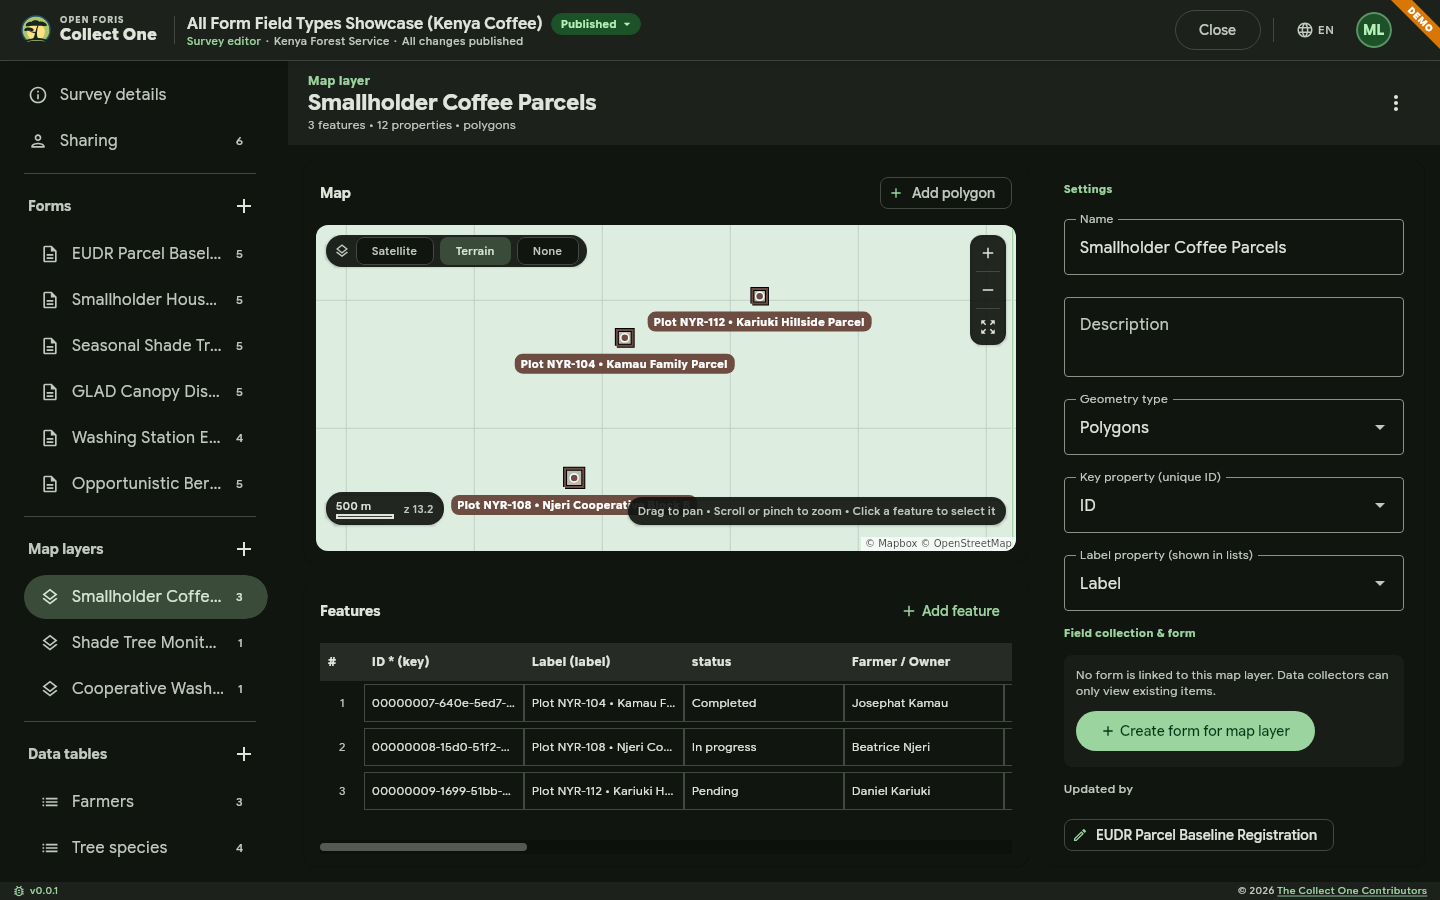 OPEN FORIS
Collect One
All Form Field Types Showcase (Kenya Coffee)
Published
Survey editor · Kenya Forest Service · All changes published
Close
EN
ML
DEMO
Survey details
Sharing 6
Forms
EUDR Parcel Basel... 5
Smallholder Hous... 5
Seasonal Shade Tr... 5
GLAD Canopy Dis... 5
Washing Station E... 4
Opportunistic Ber... 5
Map layers
Smallholder Coffe... 3
Shade Tree Monit... 1
Cooperative Wash... 1
Data tables
Farmers 3
Tree species 4
Map layer
Smallholder Coffee Parcels
3 features • 12 properties • polygons
Map
Add polygon
Satellite
Terrain
None
Plot NYR-112 • Kariuki Hillside Parcel
Plot NYR-104 • Kamau Family Parcel
Plot NYR-108 • Njeri Cooperati
500 m
z 13.2
Drag to pan • Scroll or pinch to zoom • Click a feature to select it
© Mapbox © OpenStreetMap
Features
Add feature
# ID * (key) Label (label) status Farmer / Owner
1 00000007-640e-5ed7-... Plot NYR-104 • Kamau F... Completed Josephat Kamau
2 00000008-15d0-51f2-... Plot NYR-108 • Njeri Co... In progress Beatrice Njeri
3 00000009-1699-51bb-... Plot NYR-112 • Kariuki H... Pending Daniel Kariuki
Settings
Name
Smallholder Coffee Parcels
Description
Geometry type
Polygons
Key property (unique ID)
ID
Label property (shown in lists)
Label
Field collection & form
No form is linked to this map layer. Data collectors can
only view existing items.
Create form for map layer
Updated by
EUDR Parcel Baseline Registration
v0.0.1
© 2026 The Collect One Contributors